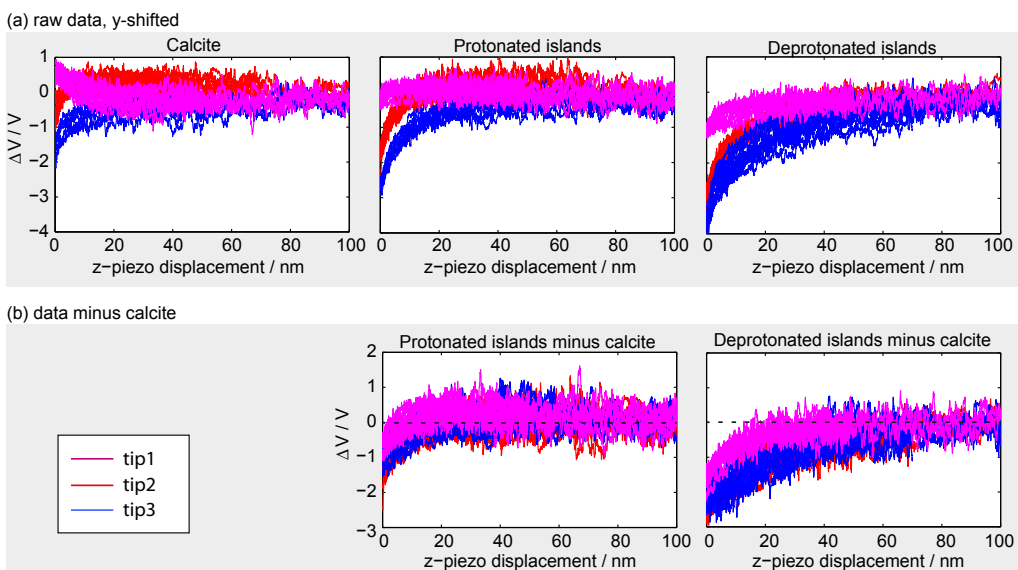 (a) raw data, y-shifted
Calcite
Protonated islands
Deprotonated islands
ΔV / V
1
0
−1
−2
−3
−4
0 20 40 60 80 100
0 20 40 60 80 100
0 20 40 60 80 100
z−piezo displacement / nm
z−piezo displacement / nm
z−piezo displacement / nm
(b) data minus calcite
Protonated islands minus calcite
Deprotonated islands minus calcite
ΔV / V
2
1
0
−1
−2
−3
0 20 40 60 80 100
0 20 40 60 80 100
z−piezo displacement / nm
z−piezo displacement / nm
tip1
tip2
tip3